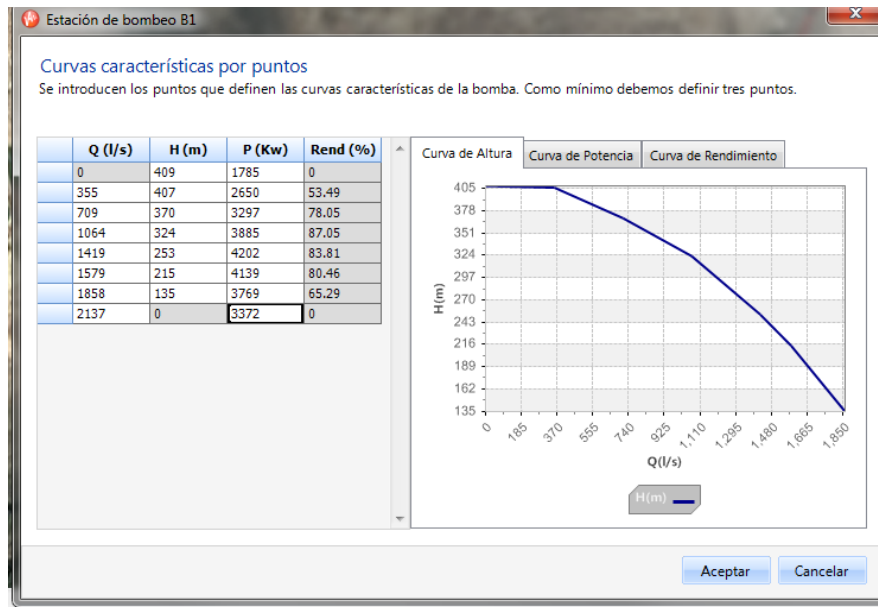 Estación de bombeo B1
x
Curvas características por puntos
Se introducen los puntos que definen las curvas características de la bomba. Como mínimo debemos definir tres puntos.
Q (l/s) H (m) P (Kw) Rend (%)
0 409 1785 0
355 407 2650 53.49
709 370 3297 78.05
1064 324 3885 87.05
1419 253 4202 83.81
1579 215 4139 80.46
1858 135 3769 65.29
2137 0 3372 0
Curva de Altura Curva de Potencia Curva de Rendimiento
H(m)
405
378
351
324
297
270
243
216
189
162
135
0 185 370 555 740 925 1,110 1,295 1,480 1,665 1,850
Q(l/s)
H(m)
Aceptar Cancelar